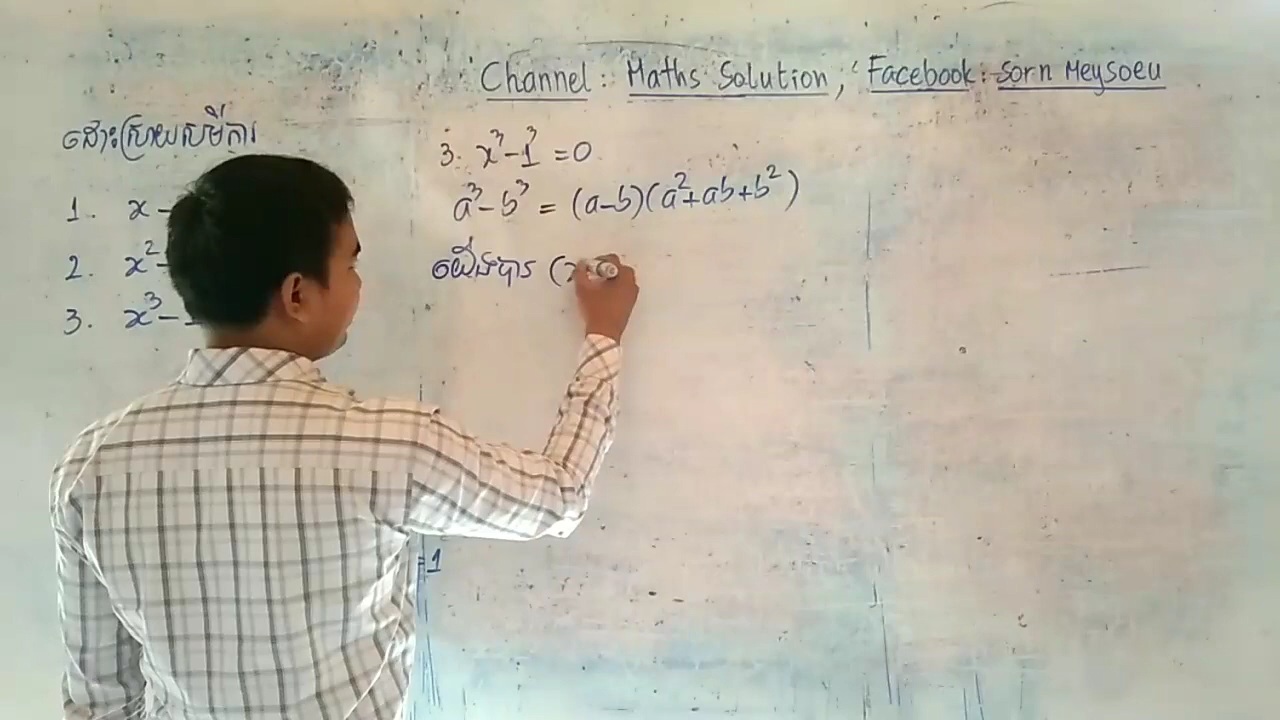 Channel : Maths Solution , Facebook : Sorn Meysoeu
ដោះស្រាយសមីការ
1. x -
2. x² -
3. x³ - 1
3. x³ - 1³ = 0
a³ - b³ = (a-b)(a²+ab+b²)
យើងបាន (x
=1